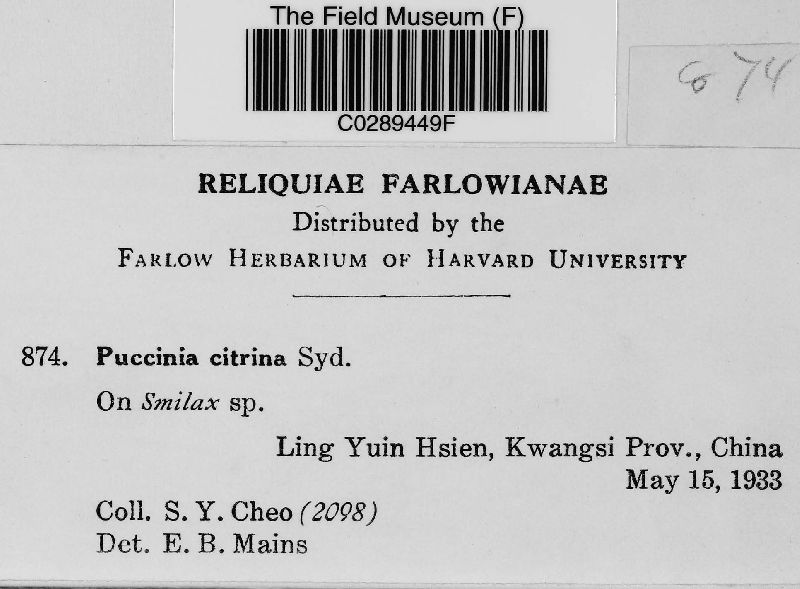 The Field Museum (F)
C0289449F
74
RELIQUIAE FARLOWIANAE
Distributed by the
FARLOW HERBARIUM OF HARVARD UNIVERSITY
874. Puccinia citrina Syd.
On Smilax sp.
Ling Yuin Hsien, Kwangsi Prov., China
May 15, 1933
Coll. S. Y. Cheo (2098)
Det. E. B. Mains